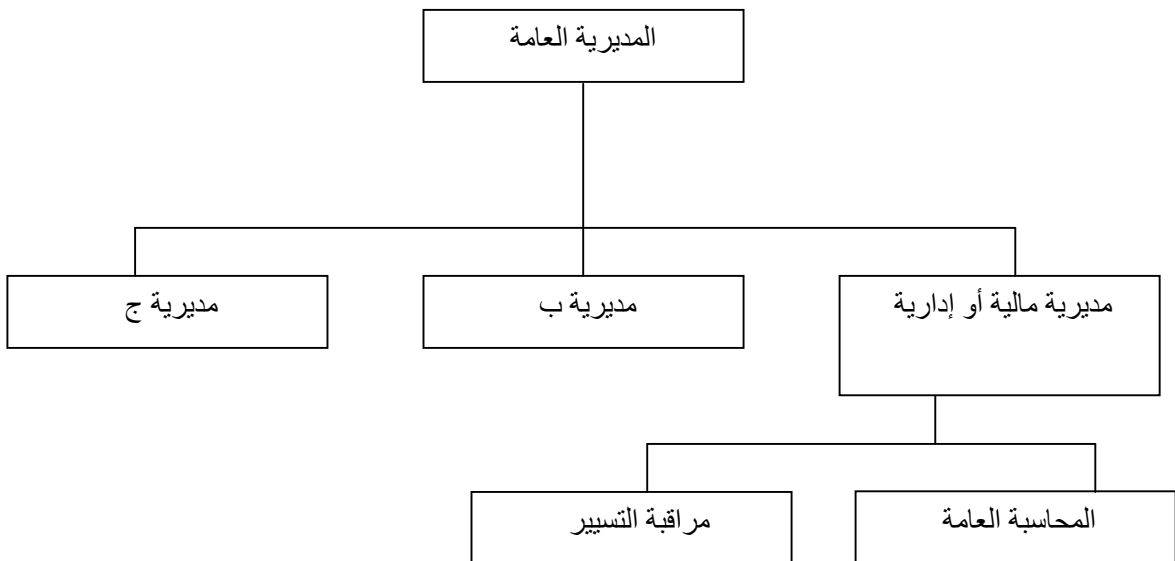 المديرية العامة
مديرية مالية أو إدارية
مديرية ب
مديرية ج
المحاسبة العامة
مراقبة التسيير